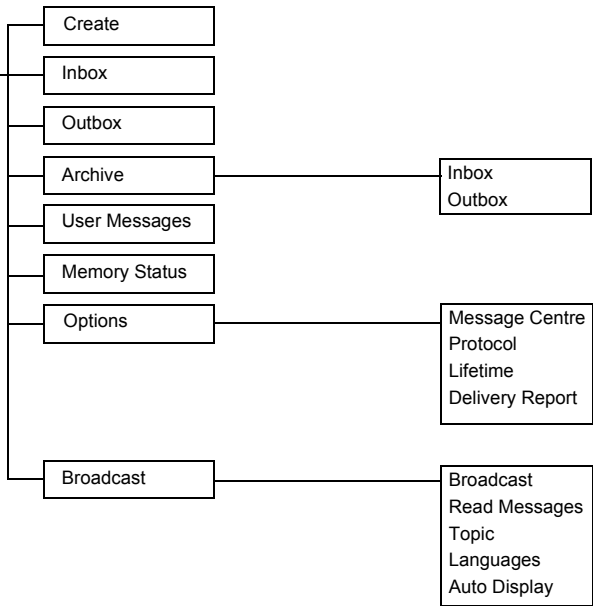 Create
Inbox
Outbox
Archive
Inbox
Outbox
User Messages
Memory Status
Options
Message Centre
Protocol
Lifetime
Delivery Report
Broadcast
Broadcast
Read Messages
Topic
Languages
Auto Display